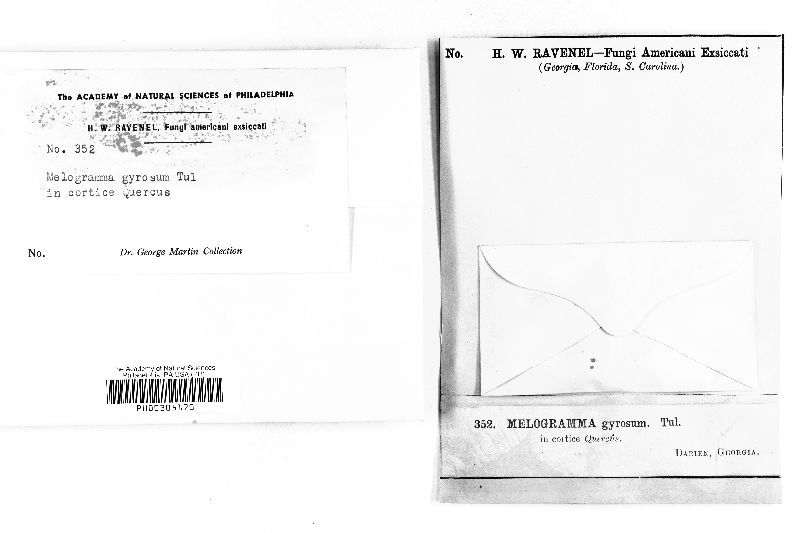 The ACADEMY of NATURAL SCIENCES of PHILADELPHIA
H. W. RAVENEL, Fungi americani exsiccati
No. 352
Melogramma gyrosum Tul
in cortice Quercus
No. Dr. George Martin Collection
The Academy of Natural Sciences
No. H. W. RAVENEL—Fungi Americani Exsiccati
(Georgia, Florida, S. Carolina.)
352. MELOGRAMMA gyrosum. Tul.
in cortice Quercûs.
DARIEN, GEORGIA.